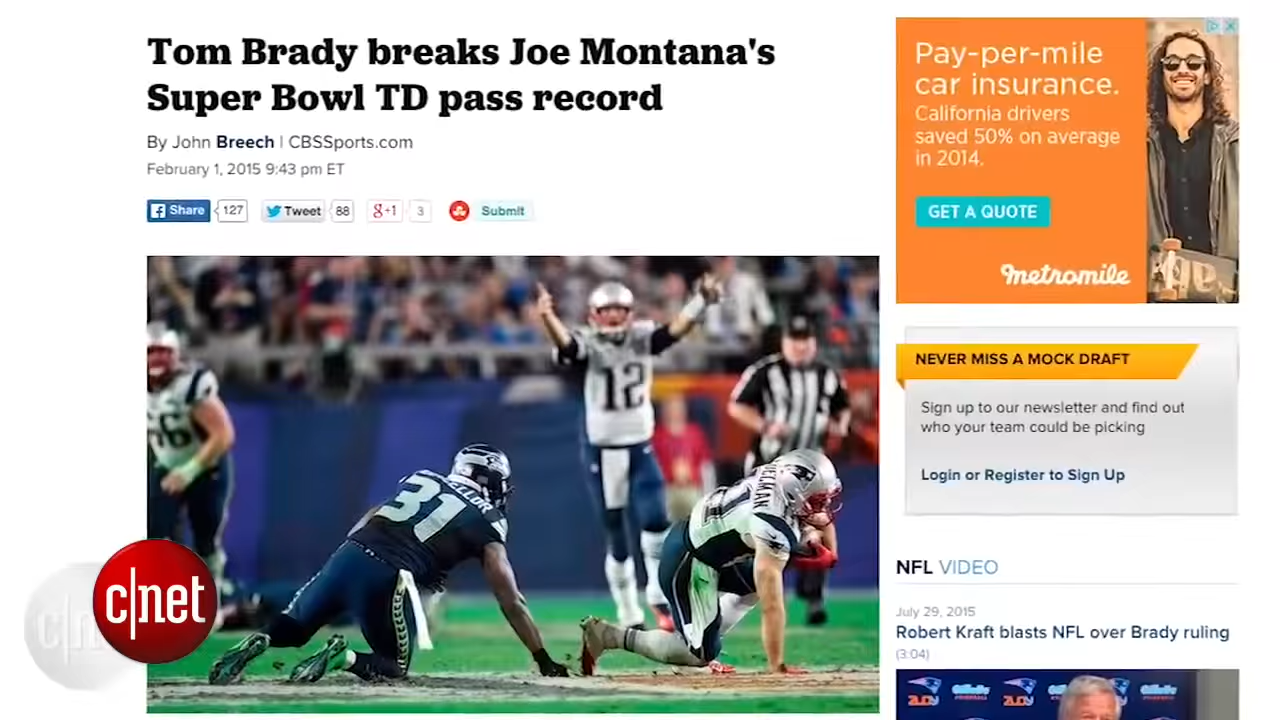 Tom Brady breaks Joe Montana's
Super Bowl TD pass record
By John Breech | CBSSports.com
February 1, 2015 9:43 pm ET
Share 127 Tweet 88 g+1 3 Submit
Pay-per-mile
car insurance.
California drivers
saved 50% on average
in 2014.
GET A QUOTE
metromile
12
31
NEVER MISS A MOCK DRAFT
Sign up to our newsletter and find out
who your team could be picking
Login or Register to Sign Up
NFL VIDEO
July 29, 2015
Robert Kraft blasts NFL over Brady ruling
(3:04)
Gillette
c|net